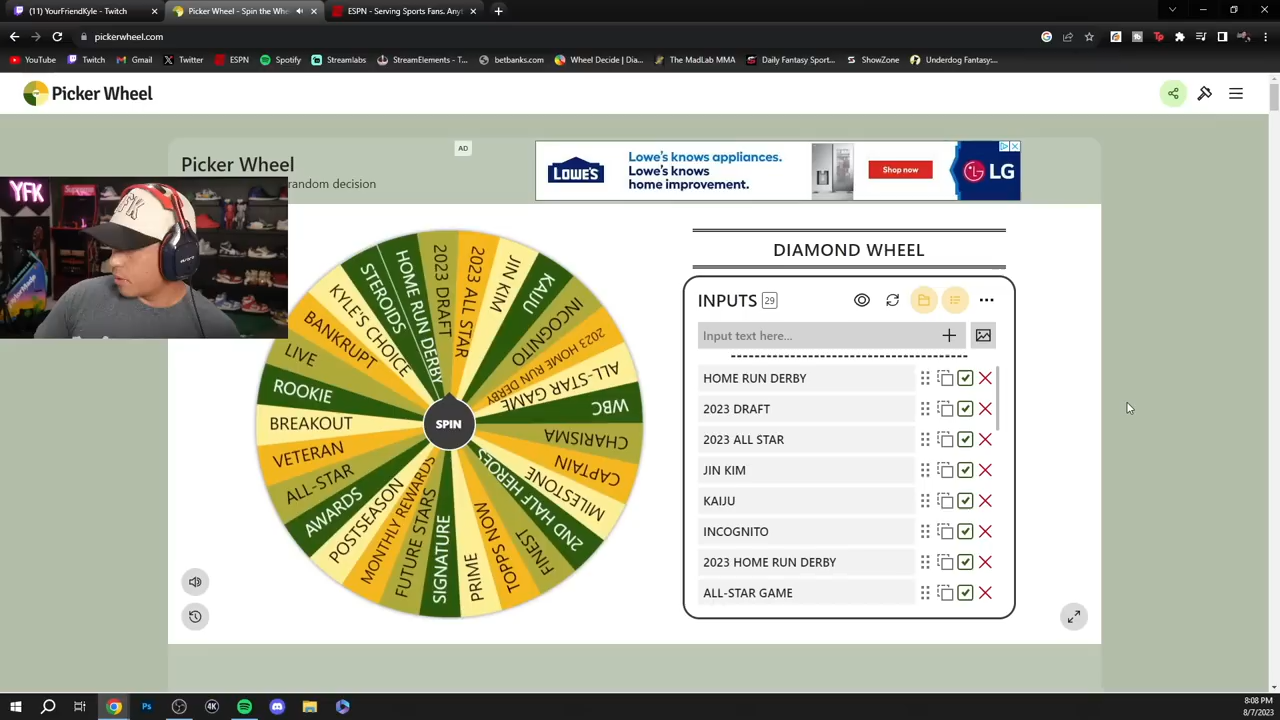 (11) YourFriendKyle - Twitch
Picker Wheel - Spin the Whe
ESPN - Serving Sports Fans. Anyt
pickerwheel.com
YouTube Twitch Gmail Twitter ESPN Spotify Streamlabs StreamElements - T... betbanks.com Wheel Decide | Dia... The MadLab MMA Daily Fantasy Sport... ShowZone Underdog Fantasy:...
Picker Wheel
Picker Wheel
random decision
AD
LOWE'S
Lowe's knows appliances.
Lowe's knows
home improvement.
Shop now
LG
YFK
DIAMOND WHEEL
INPUTS 29
Input text here...
HOME RUN DERBY
2023 DRAFT
2023 ALL STAR
JIN KIM
KAIJU
INCOGNITO
2023 HOME RUN DERBY
ALL-STAR GAME
SPIN
HOME RUN DERBY
2023 DRAFT
2023 ALL STAR
JIN KIM
KAIJU
INCOGNITO
2023 HOME RUN DERBY
ALL-STAR GAME
WBC
CHARISMA
CAPTAIN
MILESTONE
2ND HALF HEROES
FINEST
TOPPS NOW
PRIME
SIGNATURE
FUTURE STARS
MONTHLY REWARDS
POSTSEASON
AWARDS
ALL-STAR
VETERAN
BREAKOUT
ROOKIE
LIVE
BANKRUPT
KYLE'S CHOICE
STEROIDS
8:08 PM
8/7/2023